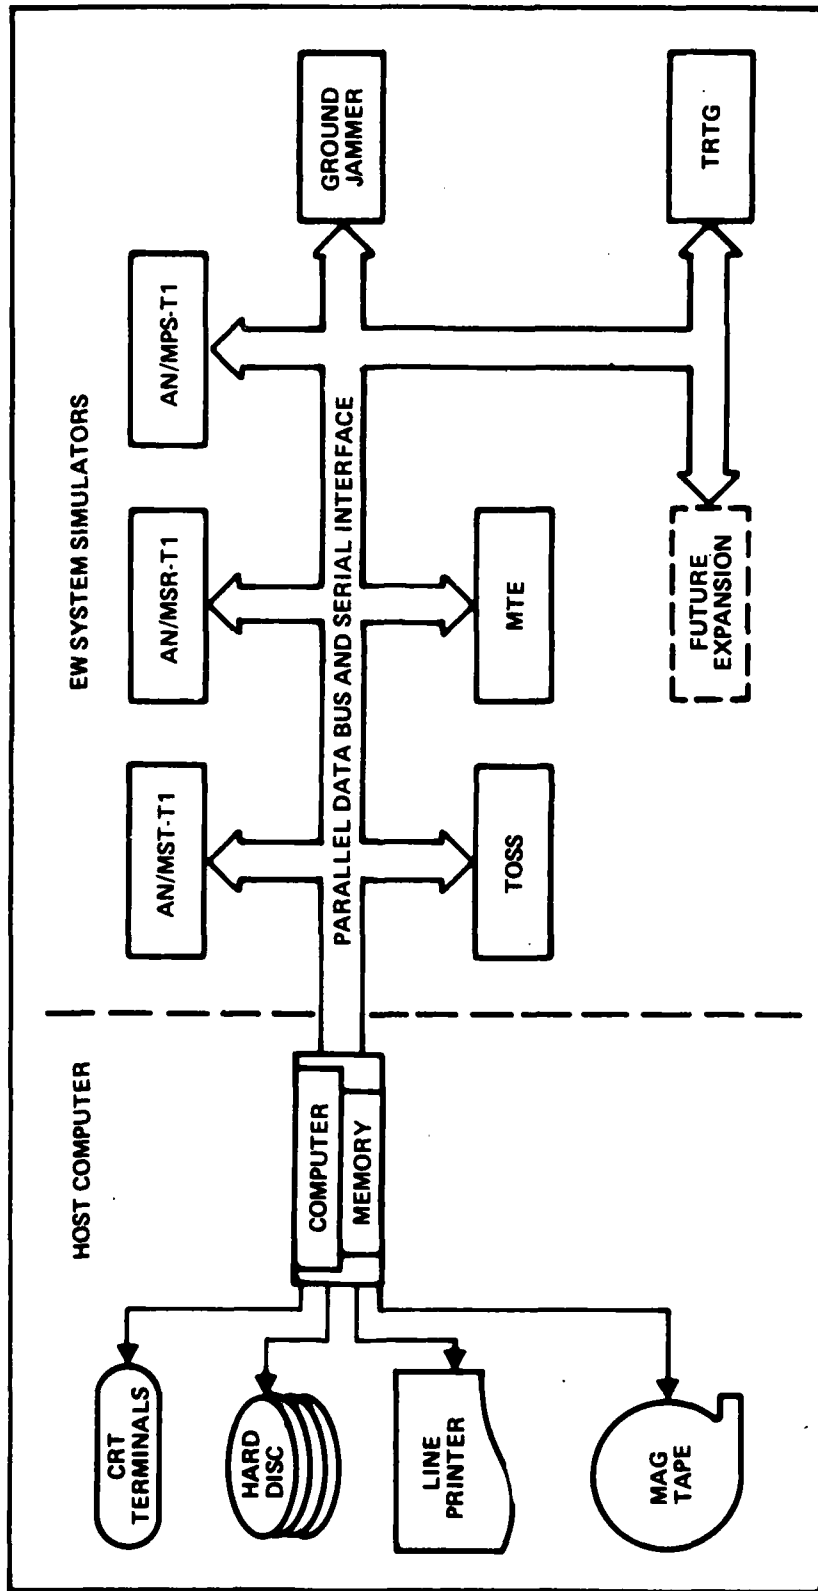 HOST COMPUTER
EW SYSTEM SIMULATORS
CRT
TERMINALS
HARD
DISC
LINE
PRINTER
MAG
TAPE
COMPUTER
MEMORY
PARALLEL DATA BUS AND SERIAL INTERFACE
AN/MST-T1
AN/MSR-T1
AN/MPS-T1
GROUND
JAMMER
TOSS
MTE
FUTURE
EXPANSION
TRTG